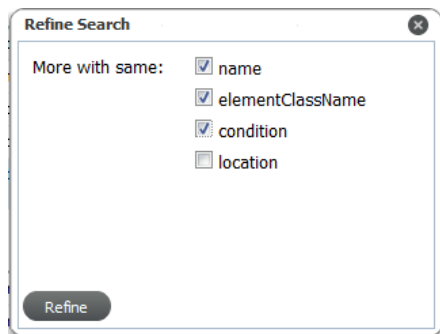 Refine Search
More with same: name
elementClassName
condition
location
Refine